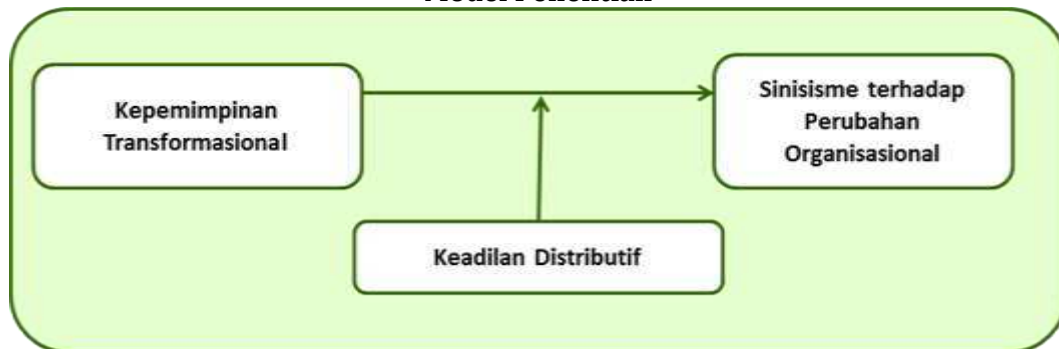 Kepemimpinan
Transformasional
Sinisisme terhadap
Perubahan
Organisasional
Keadilan Distributif